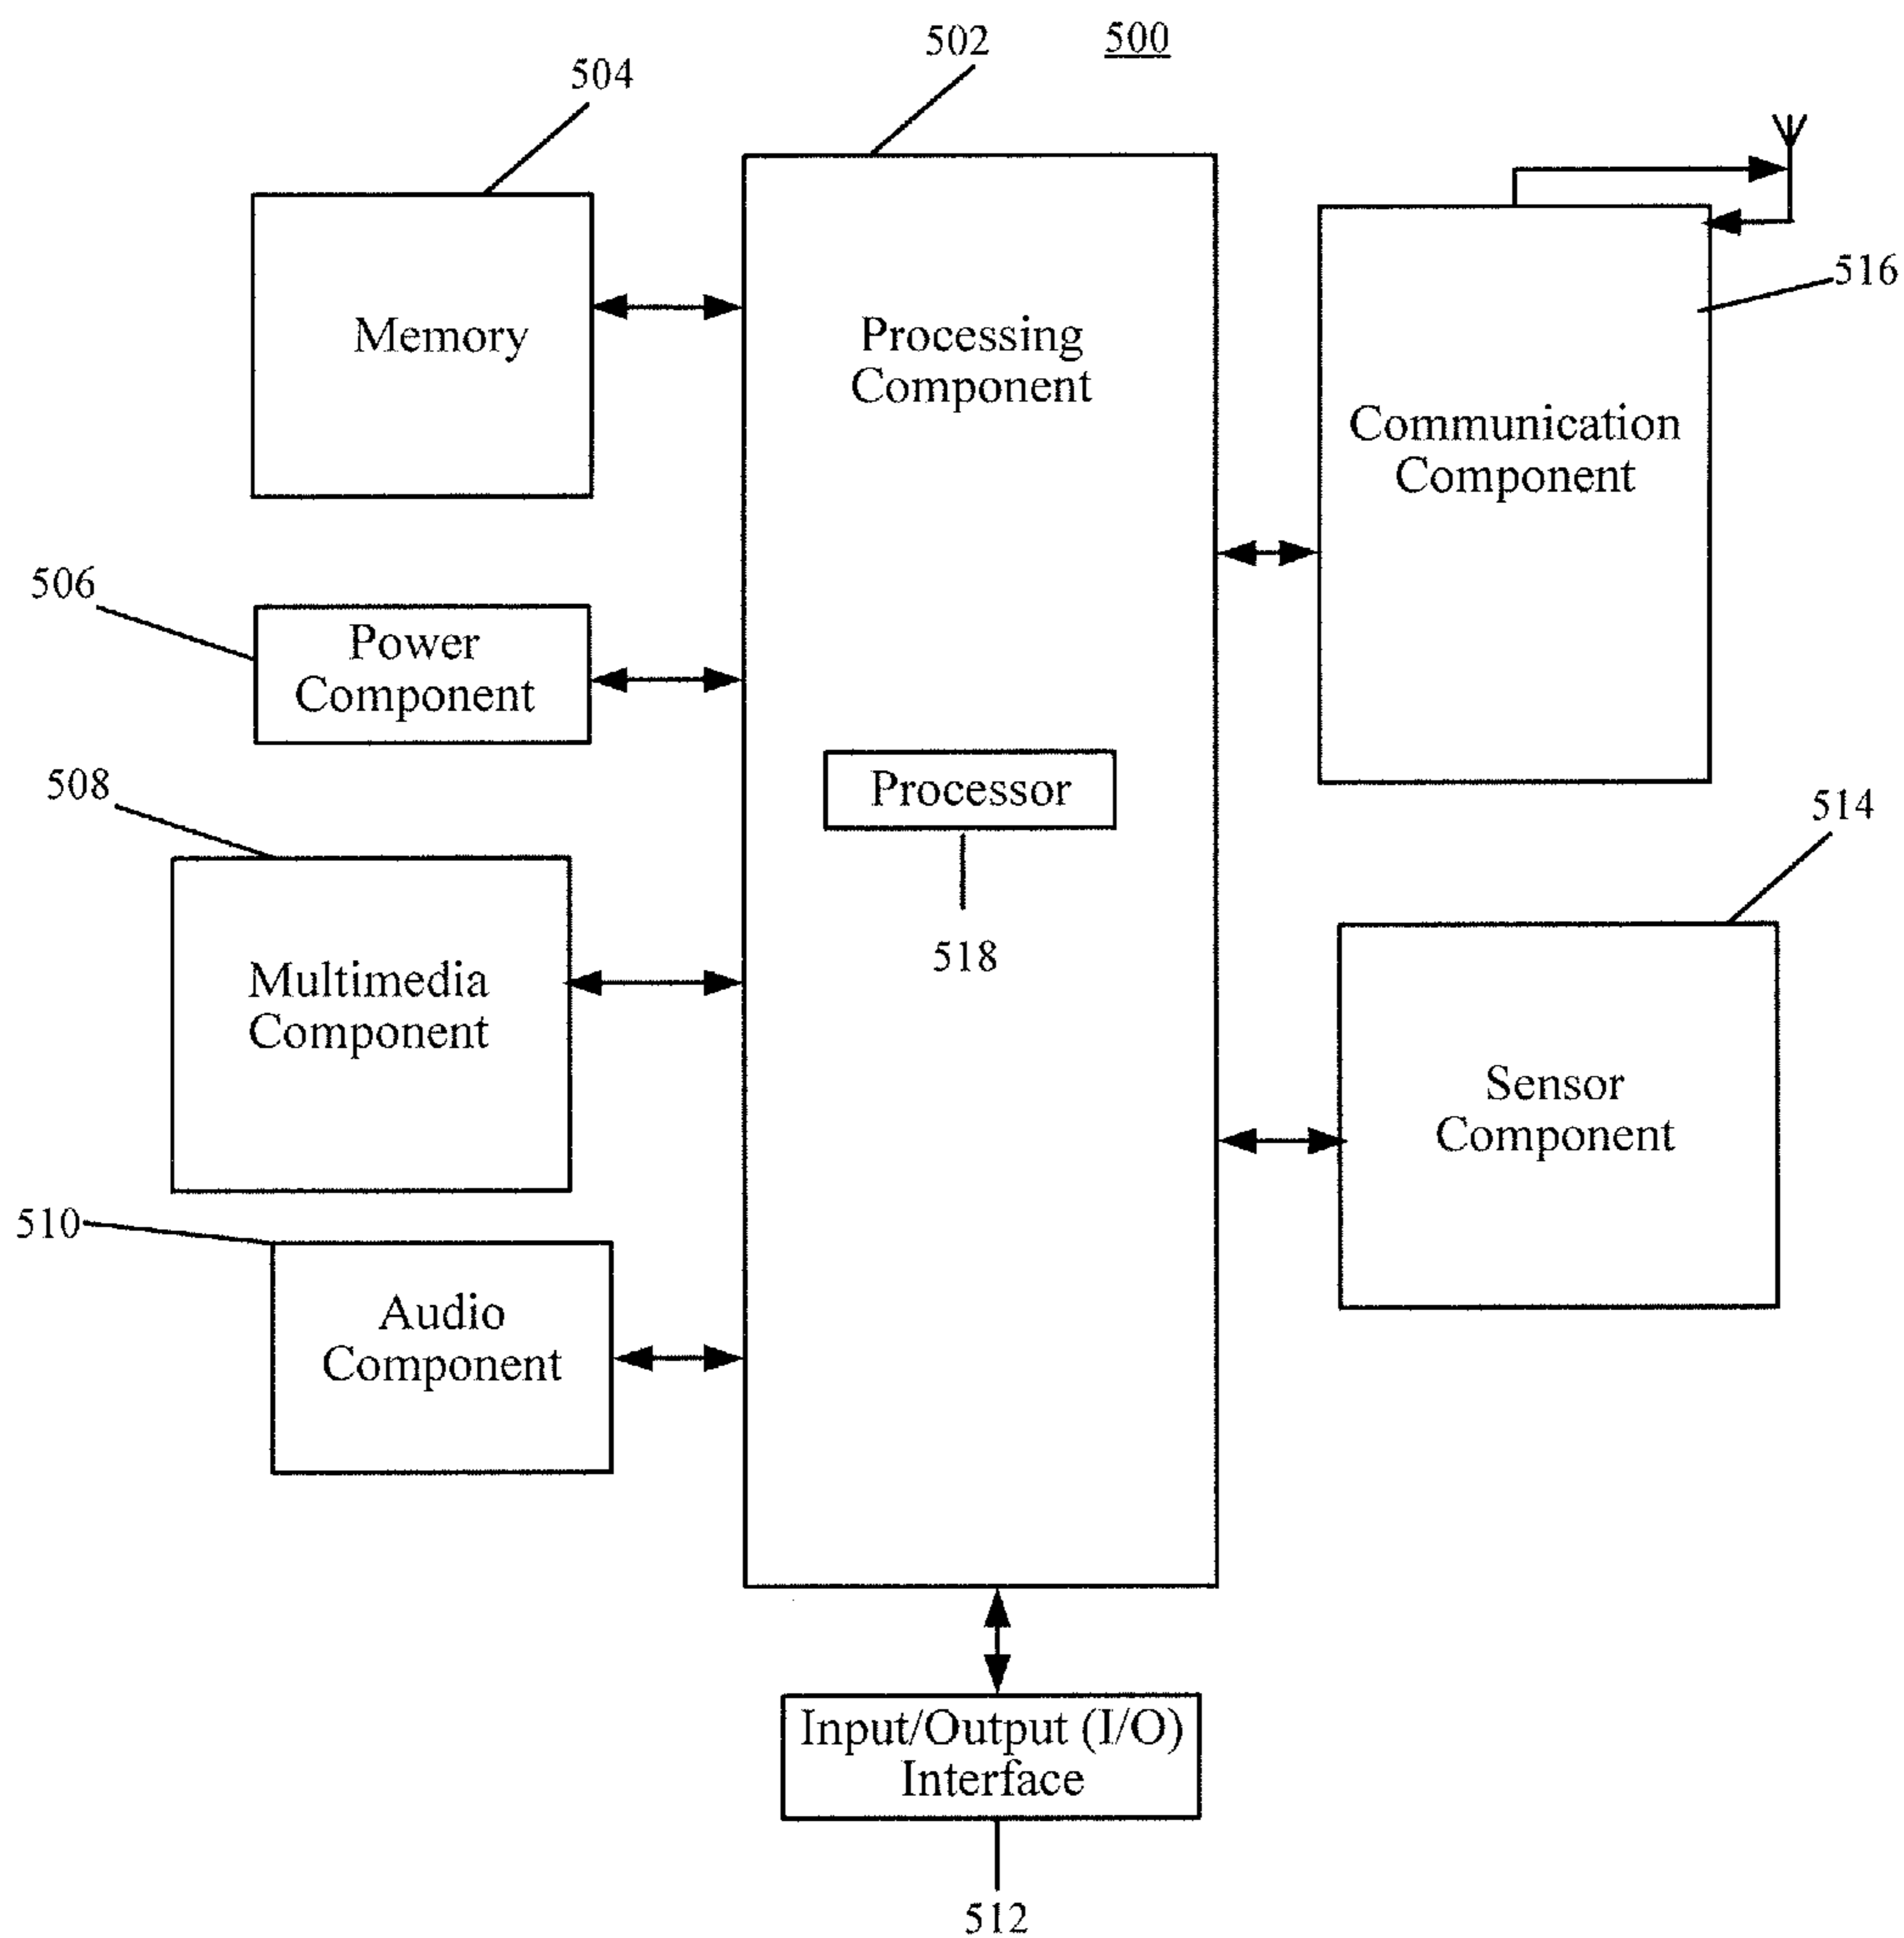 502
500
504
Memory
Processing
Component
516
Communication
Component
506
Power
Component
508
Processor
514
518
Multimedia
Component
Sensor
Component
510
Audio
Component
Input/Output (I/O)
Interface
512